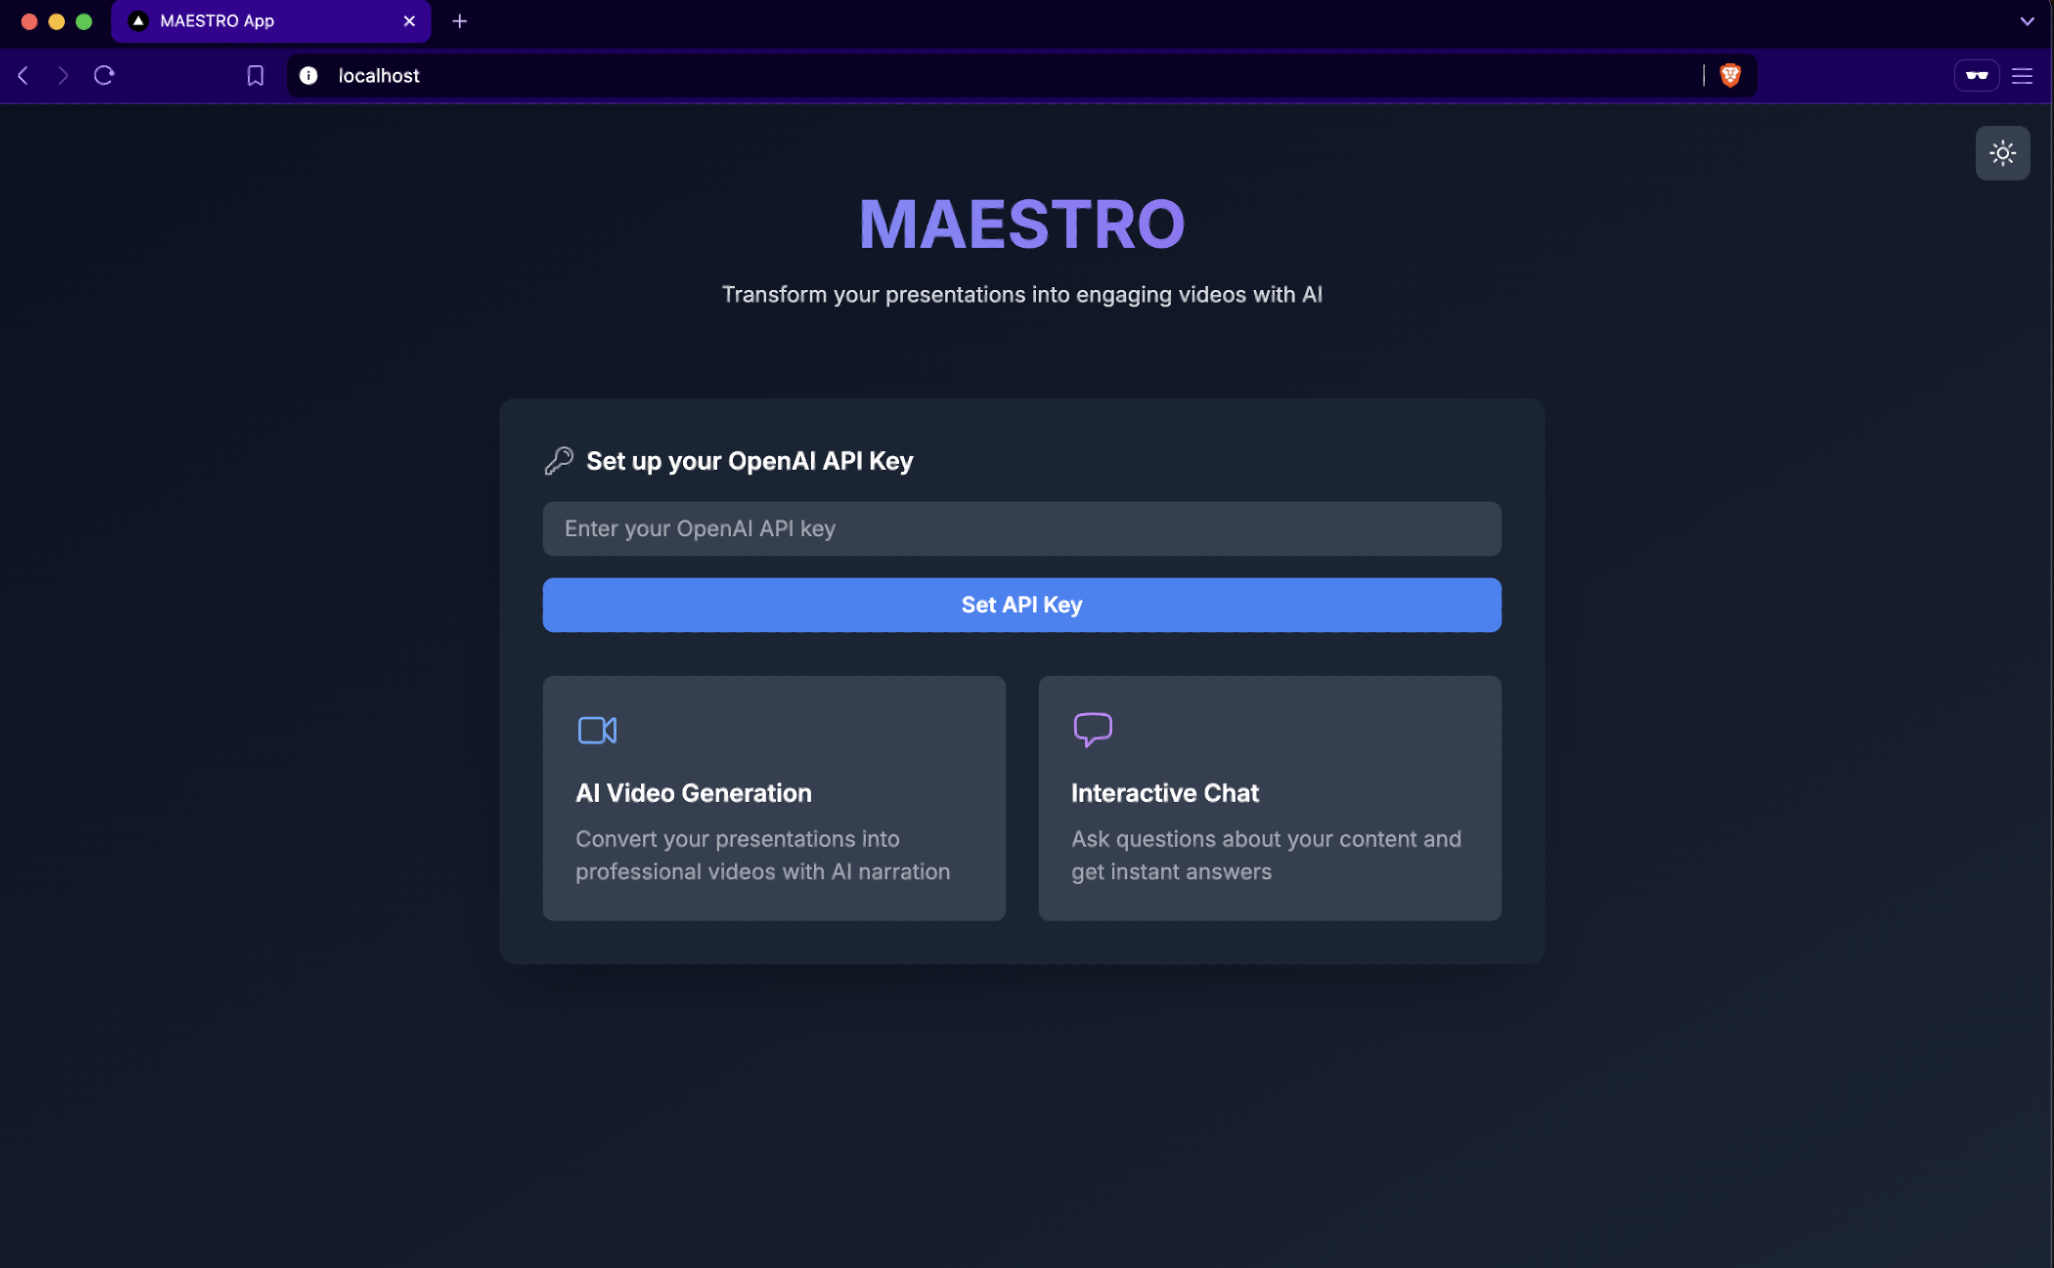 MAESTRO App
localhost
MAESTRO
Transform your presentations into engaging videos with AI
Set up your OpenAI API Key
Enter your OpenAI API key
Set API Key
AI Video Generation
Convert your presentations into
professional videos with AI narration
Interactive Chat
Ask questions about your content and
get instant answers